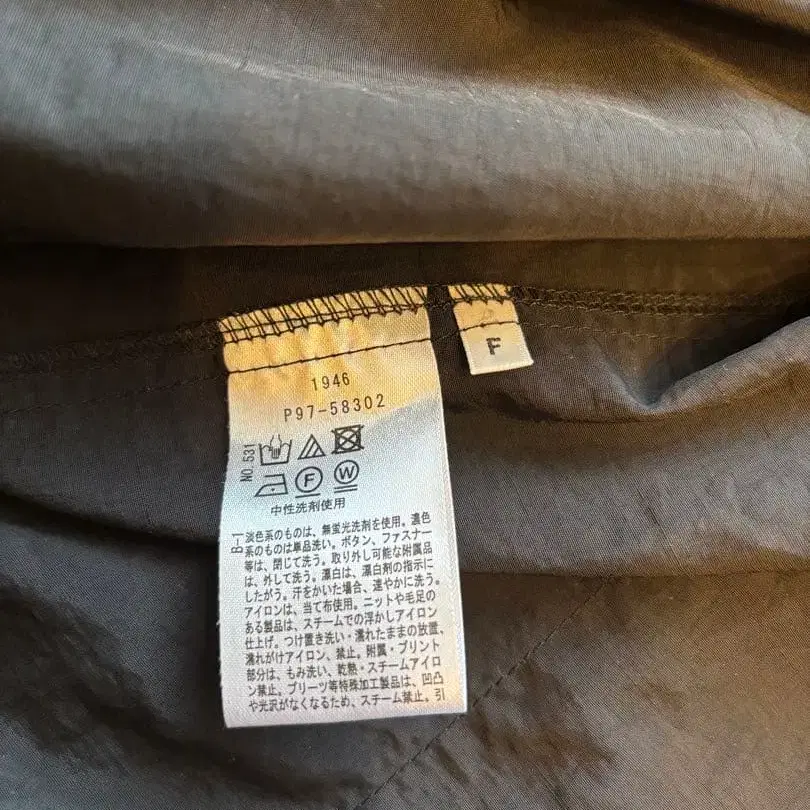 1946
P97-58302
NO.531
F
W
中性洗剤使用
B-1
淡色系のものは、無蛍光洗剤を使用。濃色
系のものは単品洗い。ボタン、ファスナー
等は、閉じて洗う。取り外し可能な附属品
は、外して洗う。漂白は、漂白剤の指示に
したがう。汗をかいた場合、速やかに洗う。
アイロンは、当て布使用。ニットや毛足の
ある製品は、スチームでの浮かしアイロン
仕上げ。つけ置き洗い・濡れたままの放置、
濡れがけアイロン、禁止。附属・プリント
部分は、もみ洗い、乾熱・スチームアイロ
ン禁止。プリーツ等特殊加工製品は、凹凸
や光沢がなくなるため、スチーム禁止。引
F